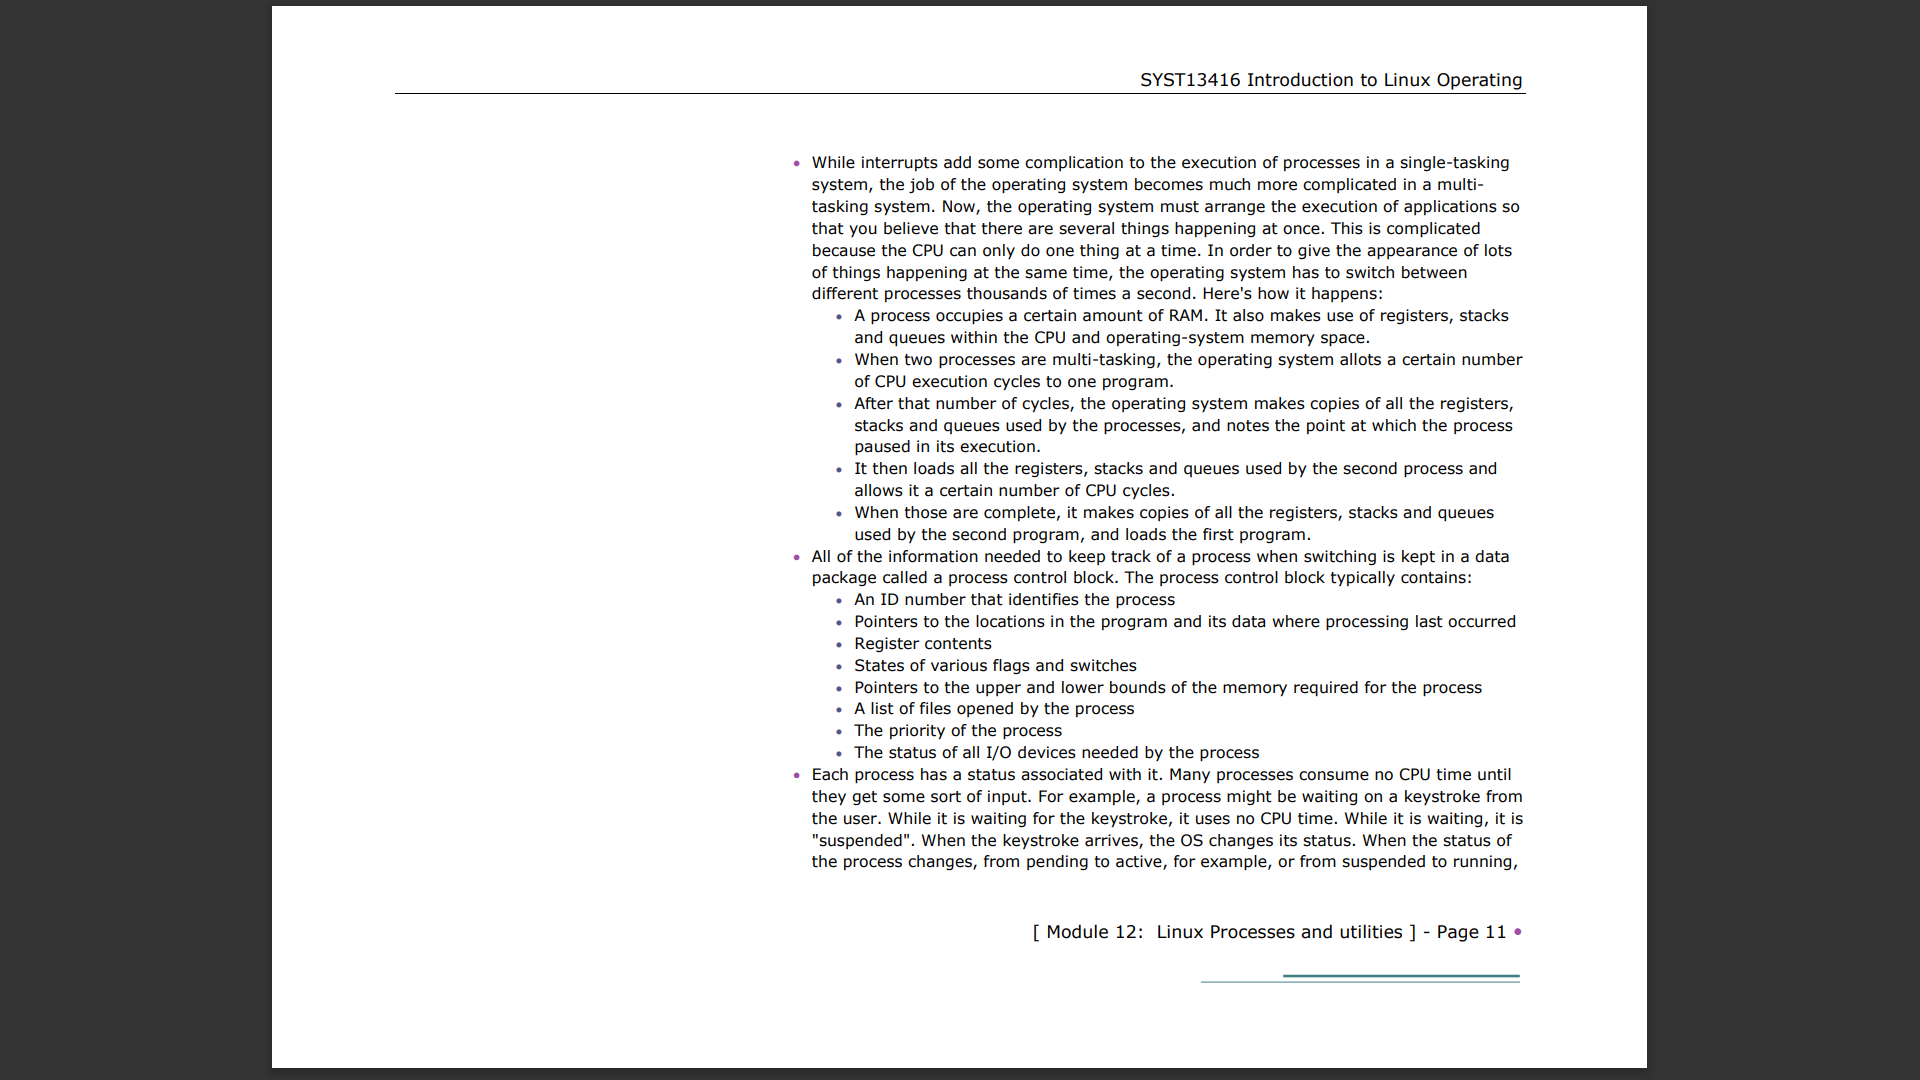 SYST13416 Introduction to Linux Operating
• While interrupts add some complication to the execution of processes in a single-tasking
system, the job of the operating system becomes much more complicated in a multi-
tasking system. Now, the operating system must arrange the execution of applications so
that you believe that there are several things happening at once. This is complicated
because the CPU can only do one thing at a time. In order to give the appearance of lots
of things happening at the same time, the operating system has to switch between
different processes thousands of times a second. Here's how it happens:
• A process occupies a certain amount of RAM. It also makes use of registers, stacks
and queues within the CPU and operating-system memory space.
• When two processes are multi-tasking, the operating system allots a certain number
of CPU execution cycles to one program.
• After that number of cycles, the operating system makes copies of all the registers,
stacks and queues used by the processes, and notes the point at which the process
paused in its execution.
• It then loads all the registers, stacks and queues used by the second process and
allows it a certain number of CPU cycles.
• When those are complete, it makes copies of all the registers, stacks and queues
used by the second program, and loads the first program.
• All of the information needed to keep track of a process when switching is kept in a data
package called a process control block. The process control block typically contains:
• An ID number that identifies the process
• Pointers to the locations in the program and its data where processing last occurred
• Register contents
• States of various flags and switches
• Pointers to the upper and lower bounds of the memory required for the process
• A list of files opened by the process
• The priority of the process
• The status of all I/O devices needed by the process
• Each process has a status associated with it. Many processes consume no CPU time until
they get some sort of input. For example, a process might be waiting on a keystroke from
the user. While it is waiting for the keystroke, it uses no CPU time. While it is waiting, it is
"suspended". When the keystroke arrives, the OS changes its status. When the status of
the process changes, from pending to active, for example, or from suspended to running,
[ Module 12: Linux Processes and utilities ] - Page 11 •